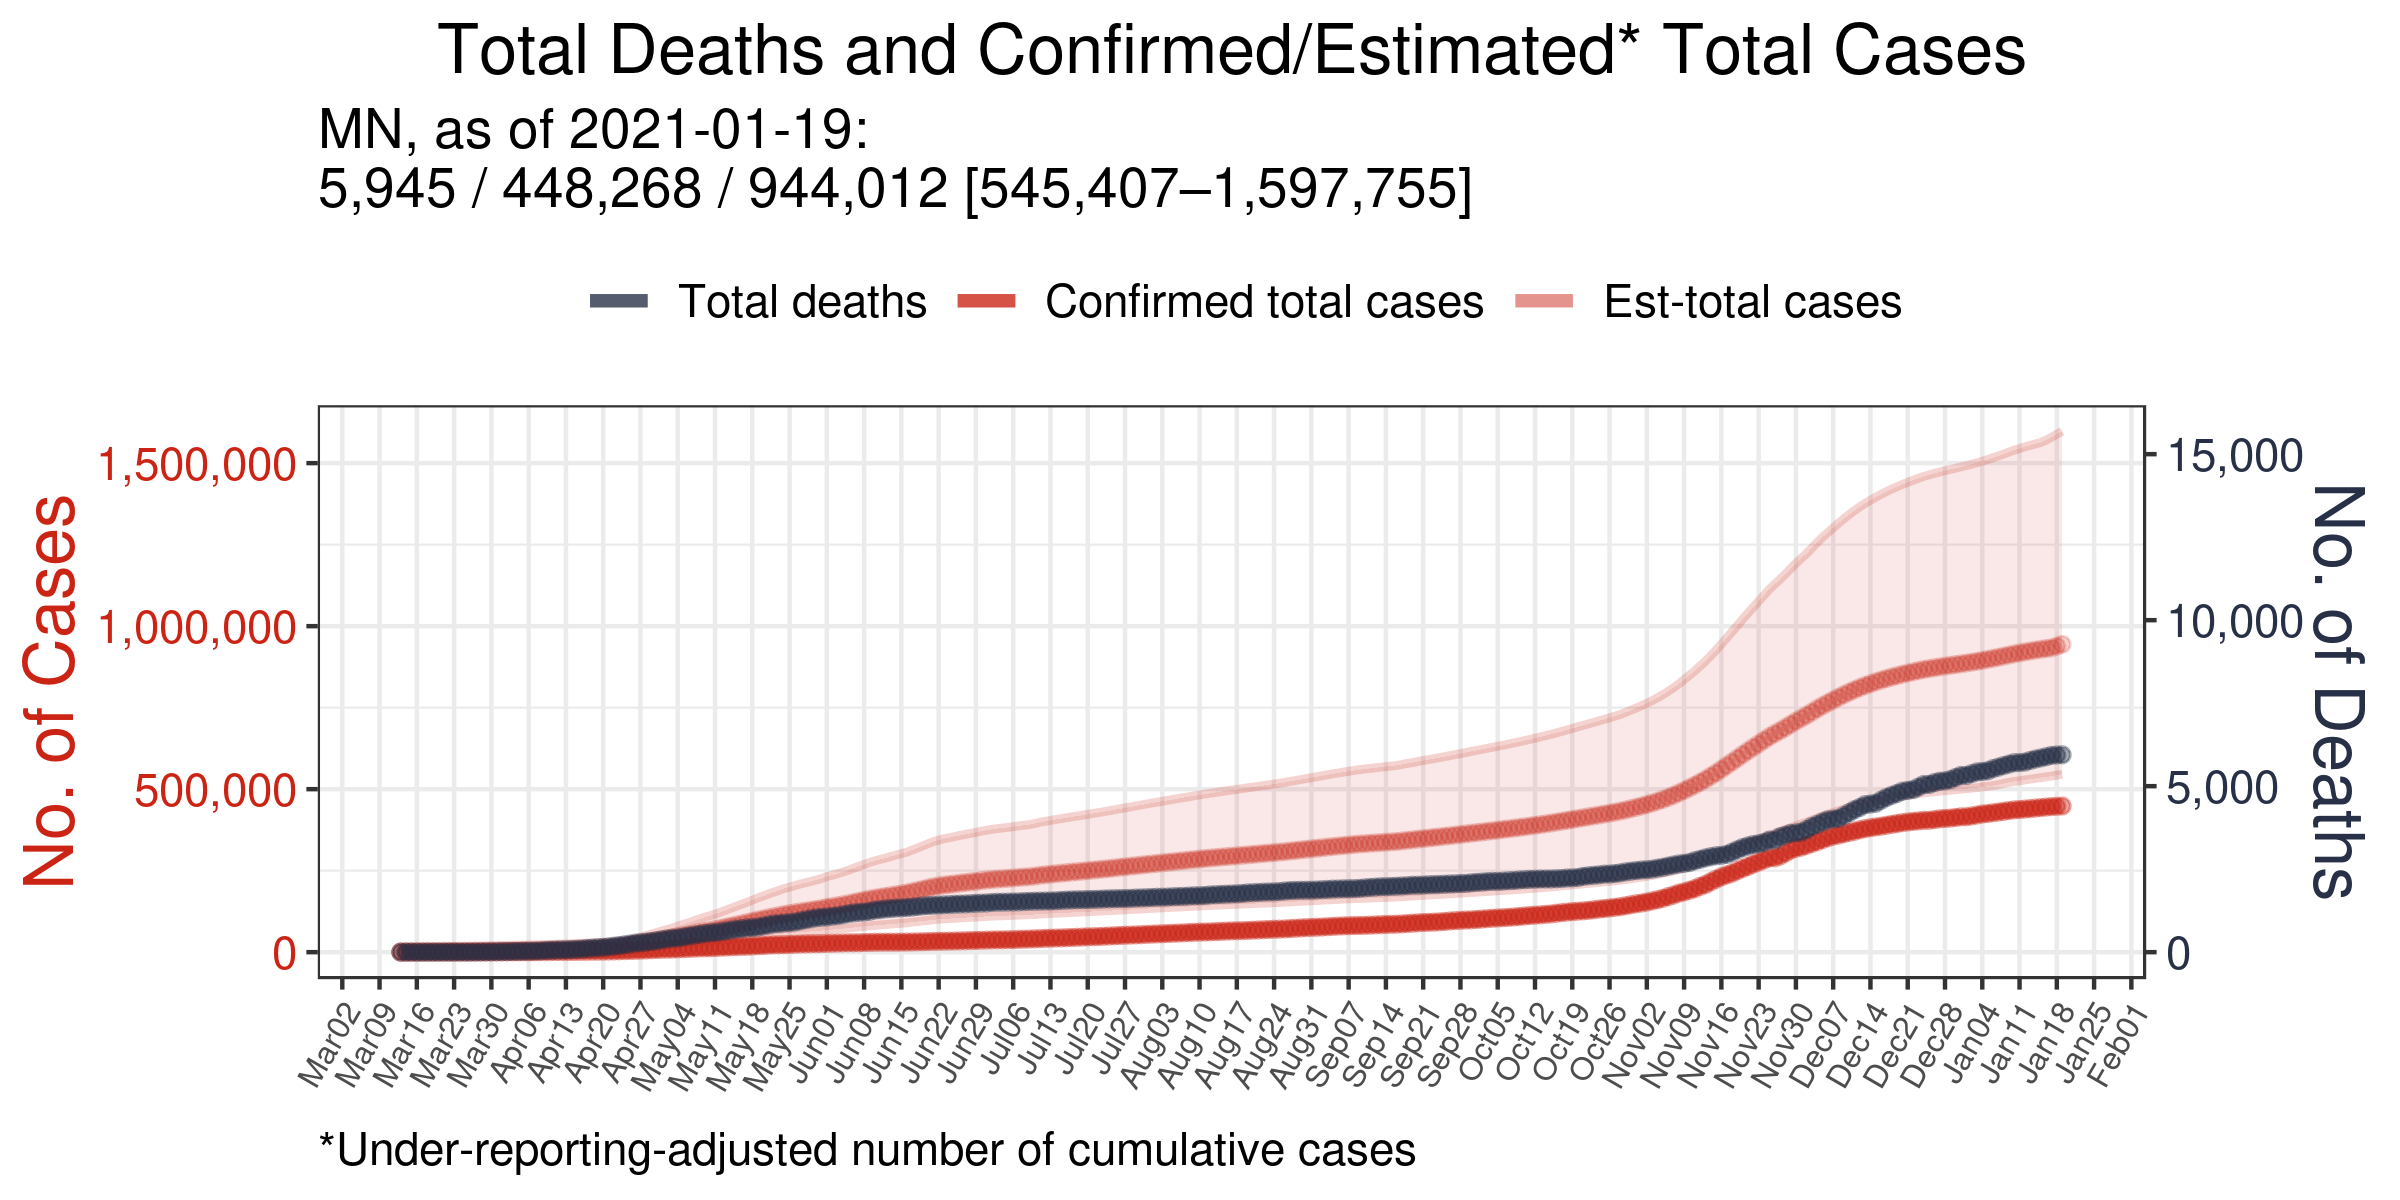 Total Deaths and Confirmed/Estimated* Total Cases
MN, as of 2021-01-19:
5,945 / 448,268 / 944,012 [545,407–1,597,755]
Total deaths
Confirmed total cases
Est-total cases
No. of Cases
1,500,000
1,000,000
500,000
0
15,000
10,000
5,000
0
No. of Deaths
Mar02
Mar09
Mar16
Mar23
Mar30
Apr06
Apr13
Apr20
Apr27
May04
May11
May18
May25
Jun01
Jun08
Jun15
Jun22
Jun29
Jul06
Jul13
Jul20
Jul27
Aug03
Aug10
Aug17
Aug24
Aug31
Sep07
Sep14
Sep21
Sep28
Oct05
Oct12
Oct19
Oct26
Nov02
Nov09
Nov16
Nov23
Nov30
Dec07
Dec14
Dec21
Dec28
Jan04
Jan11
Jan18
Jan25
Feb01
*Under-reporting-adjusted number of cumulative cases